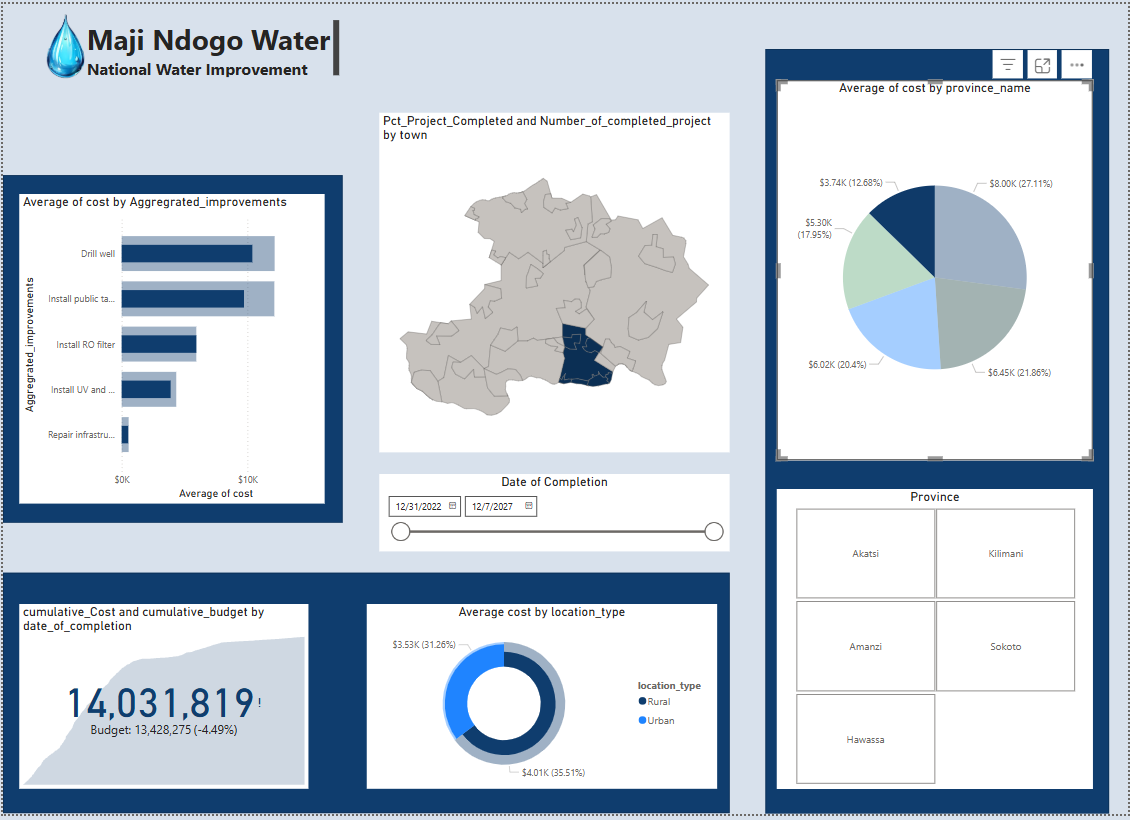 Maji Ndogo Water
National Water Improvement
Average of cost by Aggregrated_improvements
Aggregrated_improvements
Drill well
Install public ta...
Install RO filter
Install UV and ...
Repair infrastru...
$0K
$10K
Average of cost
Pct_Project_Completed and Number_of_completed_project
by town
Date of Completion
12/31/2022
12/7/2027
cumulative_Cost and cumulative_budget by
date_of_completion
14,031,819!
Budget: 13,428,275 (-4.49%)
Average cost by location_type
$3.53K (31.26%)
$4.01K (35.51%)
location_type
Rural
Urban
Average of cost by province_name
$3.74K (12.68%)
$8.00K (27.11%)
$5.30K
(17.95%)
$6.02K (20.4%)
$6.45K (21.86%)
Province
Akatsi
Kilimani
Amanzi
Sokoto
Hawassa